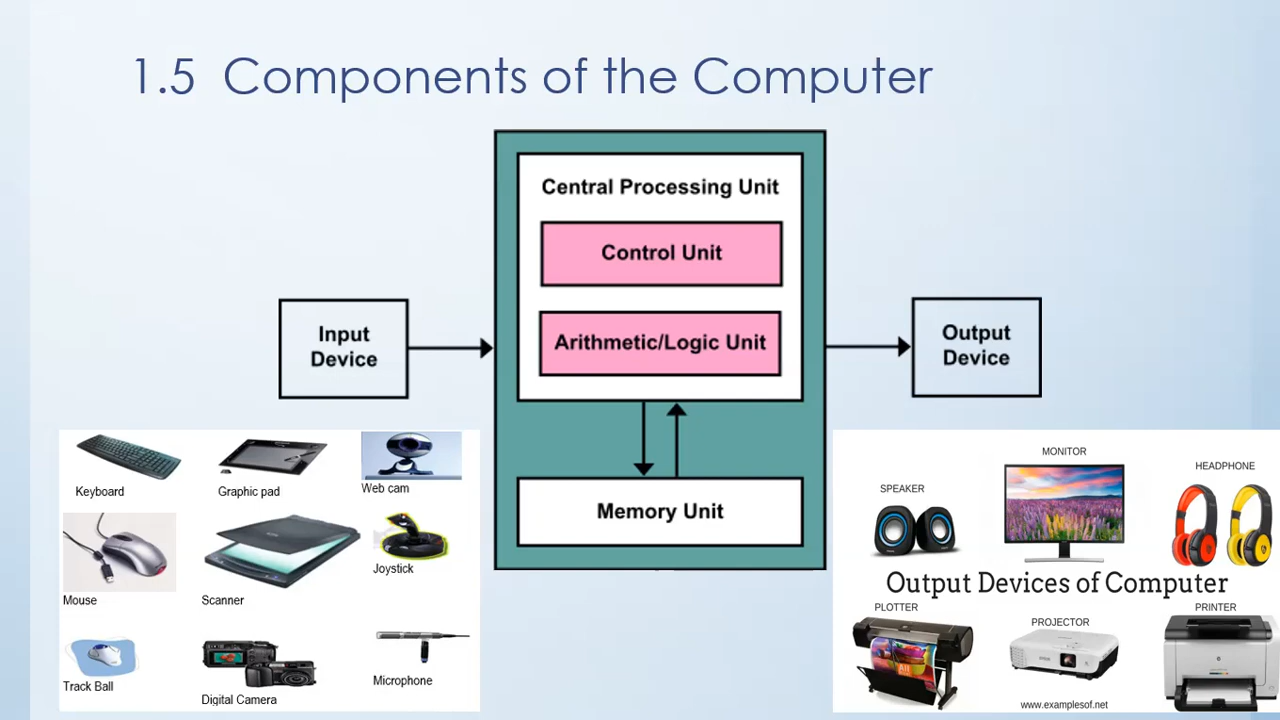 1.5 Components of the Computer
Central Processing Unit
Control Unit
Arithmetic/Logic Unit
Input
Device
Output
Device
Memory Unit
Keyboard
Graphic pad
Web cam
Mouse
Scanner
Joystick
Track Ball
Digital Camera
Microphone
MONITOR
HEADPHONE
SPEAKER
Output Devices of Computer
PLOTTER
PROJECTOR
PRINTER
www.examplesof.net